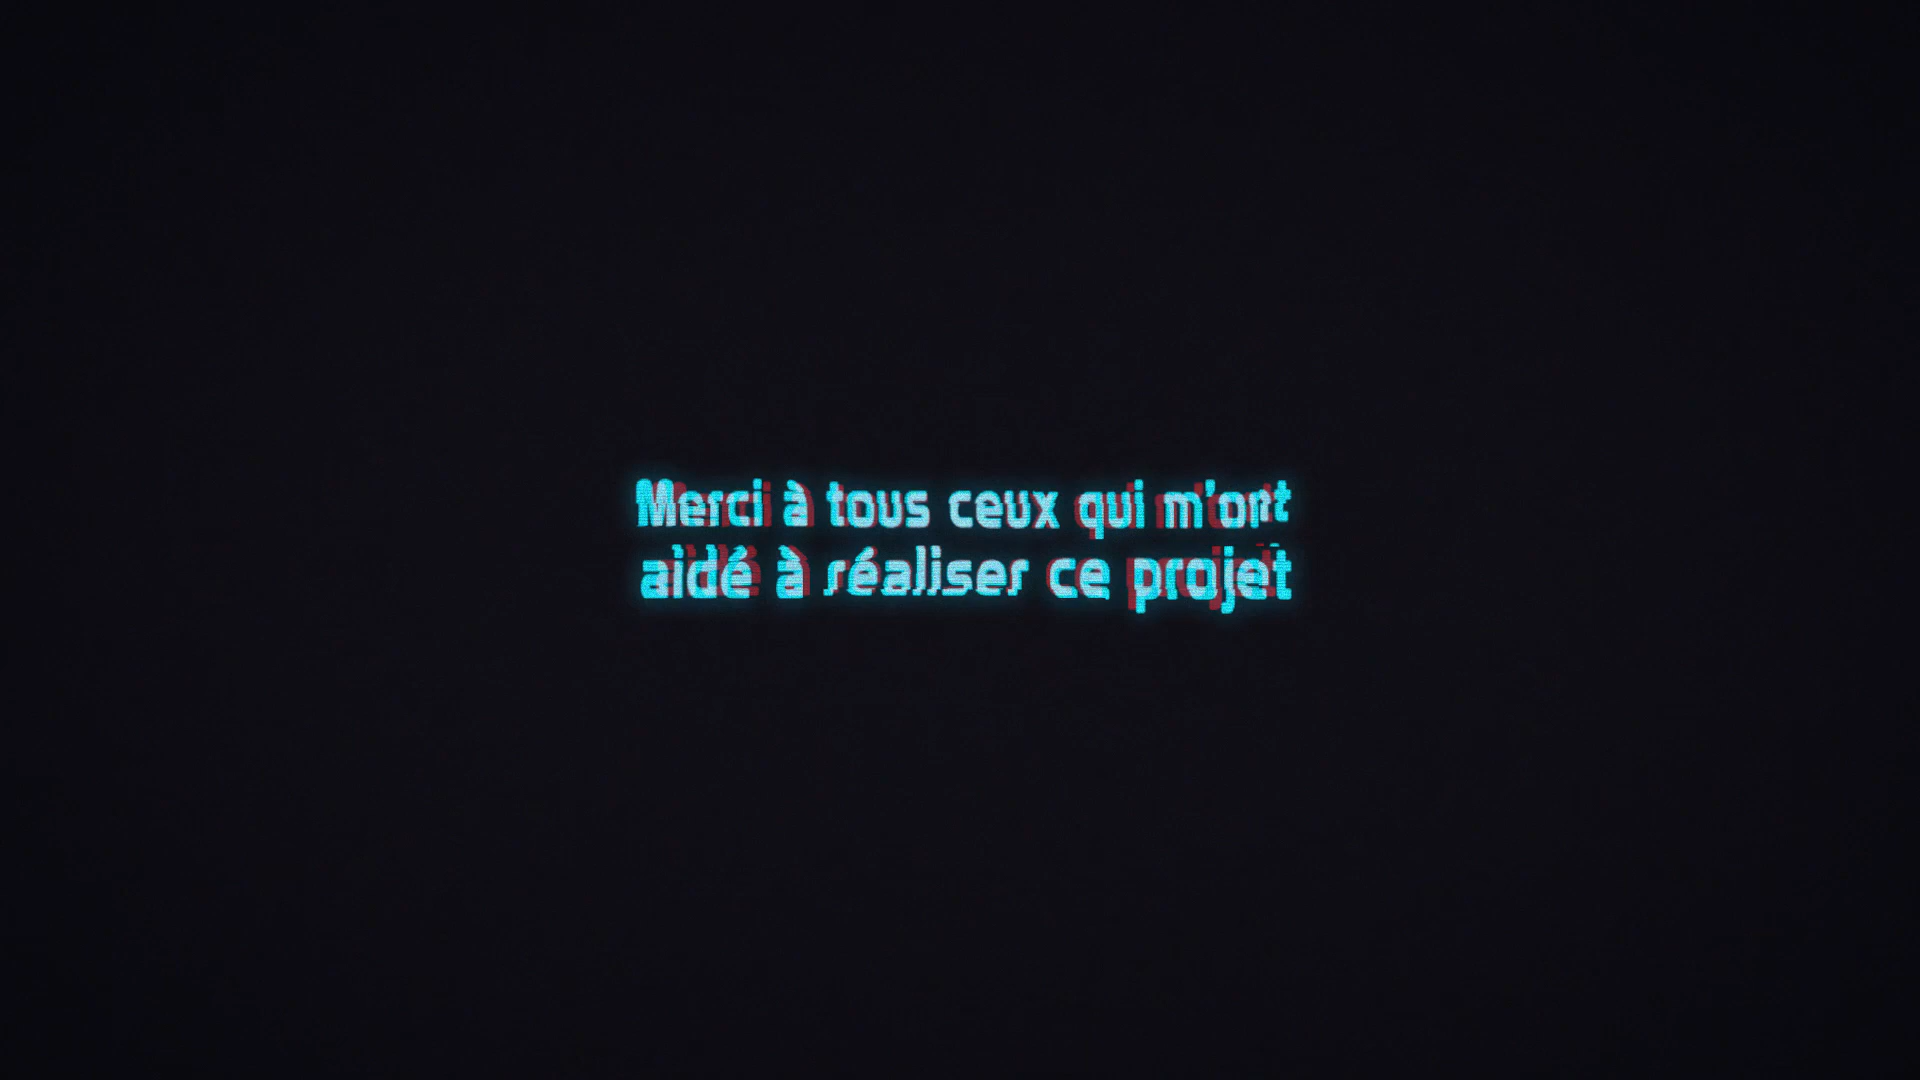 Merci à tous ceux qui m'ont
aidé à réaliser ce projet